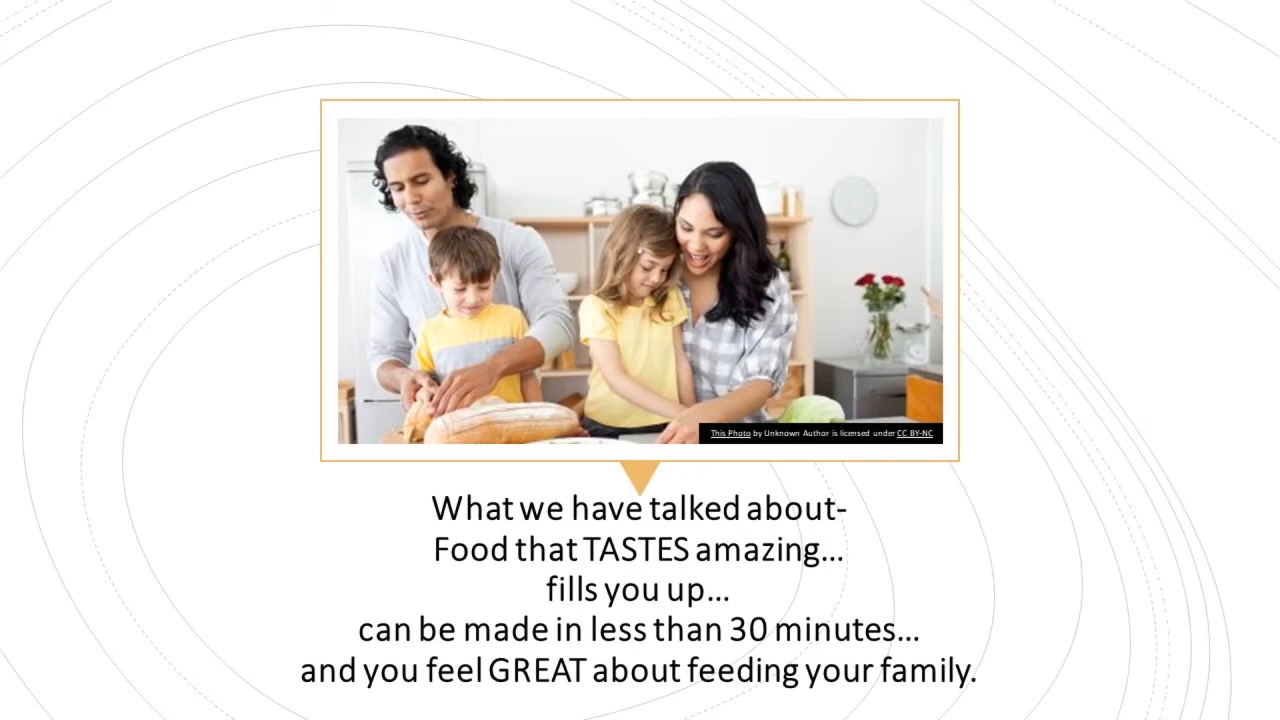 This Photo by Unknown Author is licensed under CC BY-NC
What we have talked about-
Food that TASTES amazing...
fills you up...
can be made in less than 30 minutes...
and you feel GREAT about feeding your family.